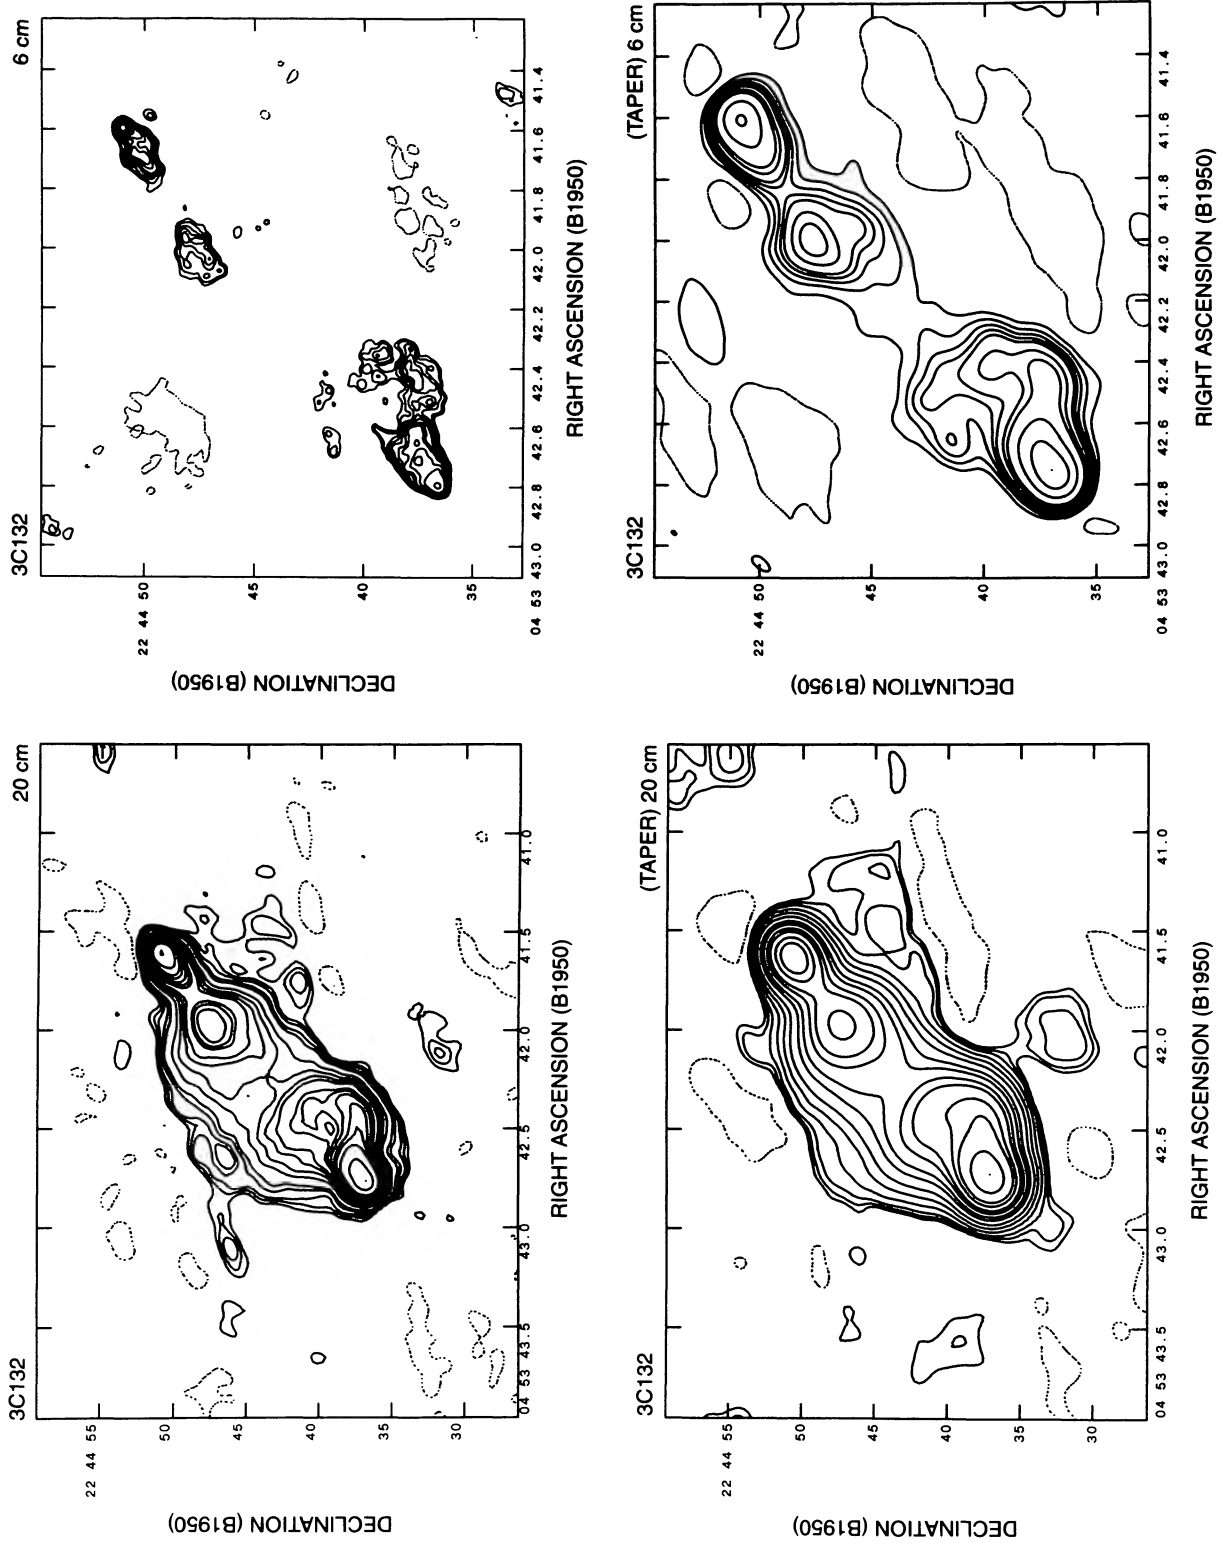 3C132 6 cm
DECLINATION (B1950)
22 44 50
45
40
35
04 53 43.0 42.8 42.6 42.4 42.2 42.0 41.8 41.6 41.4
RIGHT ASCENSION (B1950)
3C132 (TAPER) 6 cm
DECLINATION (B1950)
22 44 50
45
40
35
04 53 43.0 42.8 42.6 42.4 42.2 42.0 41.8 41.6 41.4
RIGHT ASCENSION (B1950)
3C132 20 cm
DECLINATION (B1950)
22 44 55
50
45
40
35
30
04 53 43.5 43.0 42.5 42.0 41.5 41.0
RIGHT ASCENSION (B1950)
3C132 (TAPER) 20 cm
DECLINATION (B1950)
22 44 55
50
45
40
35
30
04 53 43.5 43.0 42.5 42.0 41.5 41.0
RIGHT ASCENSION (B1950)